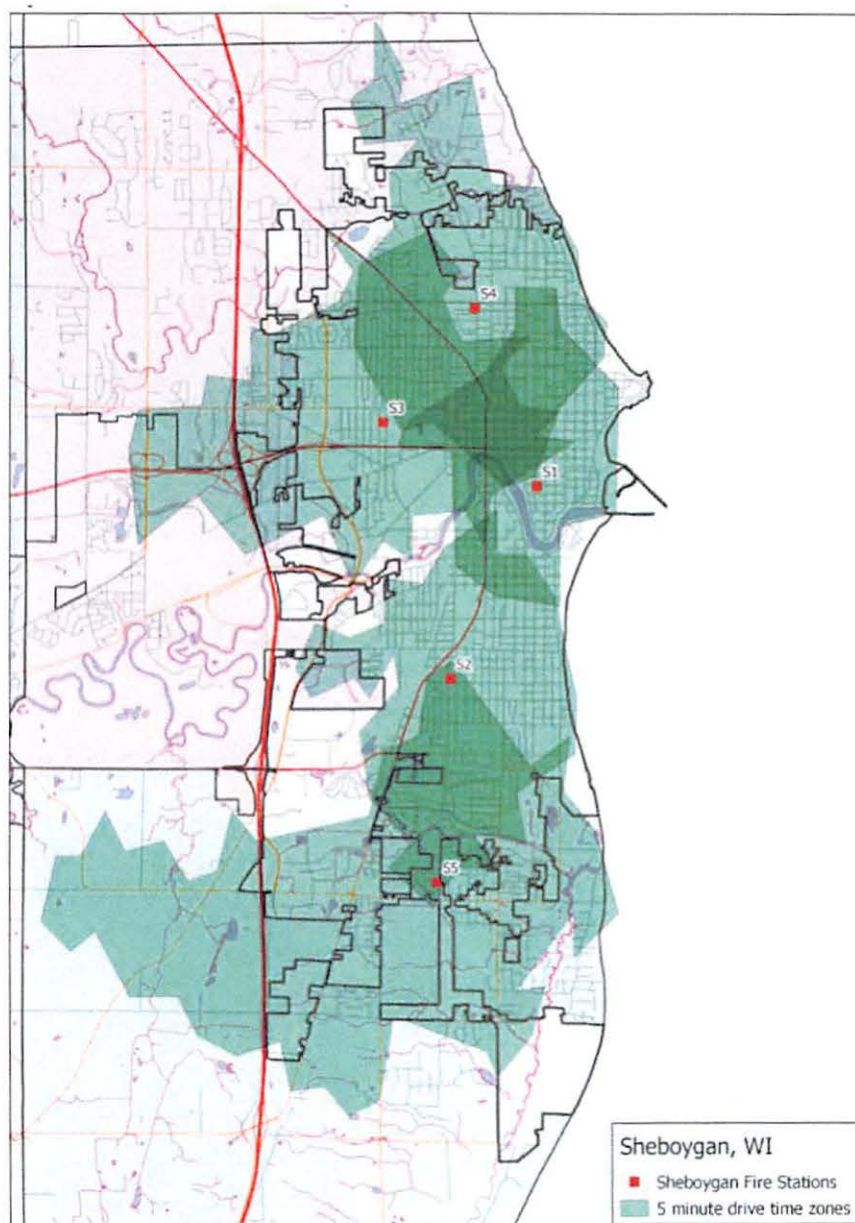 S4
S3
S1
S2
S5
Sheboygan, WI
Sheboygan Fire Stations
5 minute drive time zones